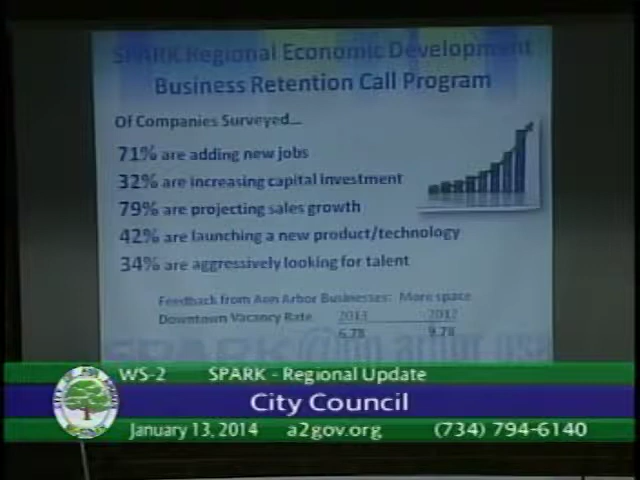 SPARK Regional Economic Development
Business Retention Call Program
Of Companies Surveyed...
71% are adding new jobs
32% are increasing capital investment
79% are projecting sales growth
42% are launching a new product/technology
34% are aggressively looking for talent
Feedback from Ann Arbor Businesses: More space
Downtown Vacancy Rate 2013 2012
6.78 9.78
SPARK@
WS-2 SPARK - Regional Update
City Council
January 13, 2014 a2gov.org (734) 794-6140